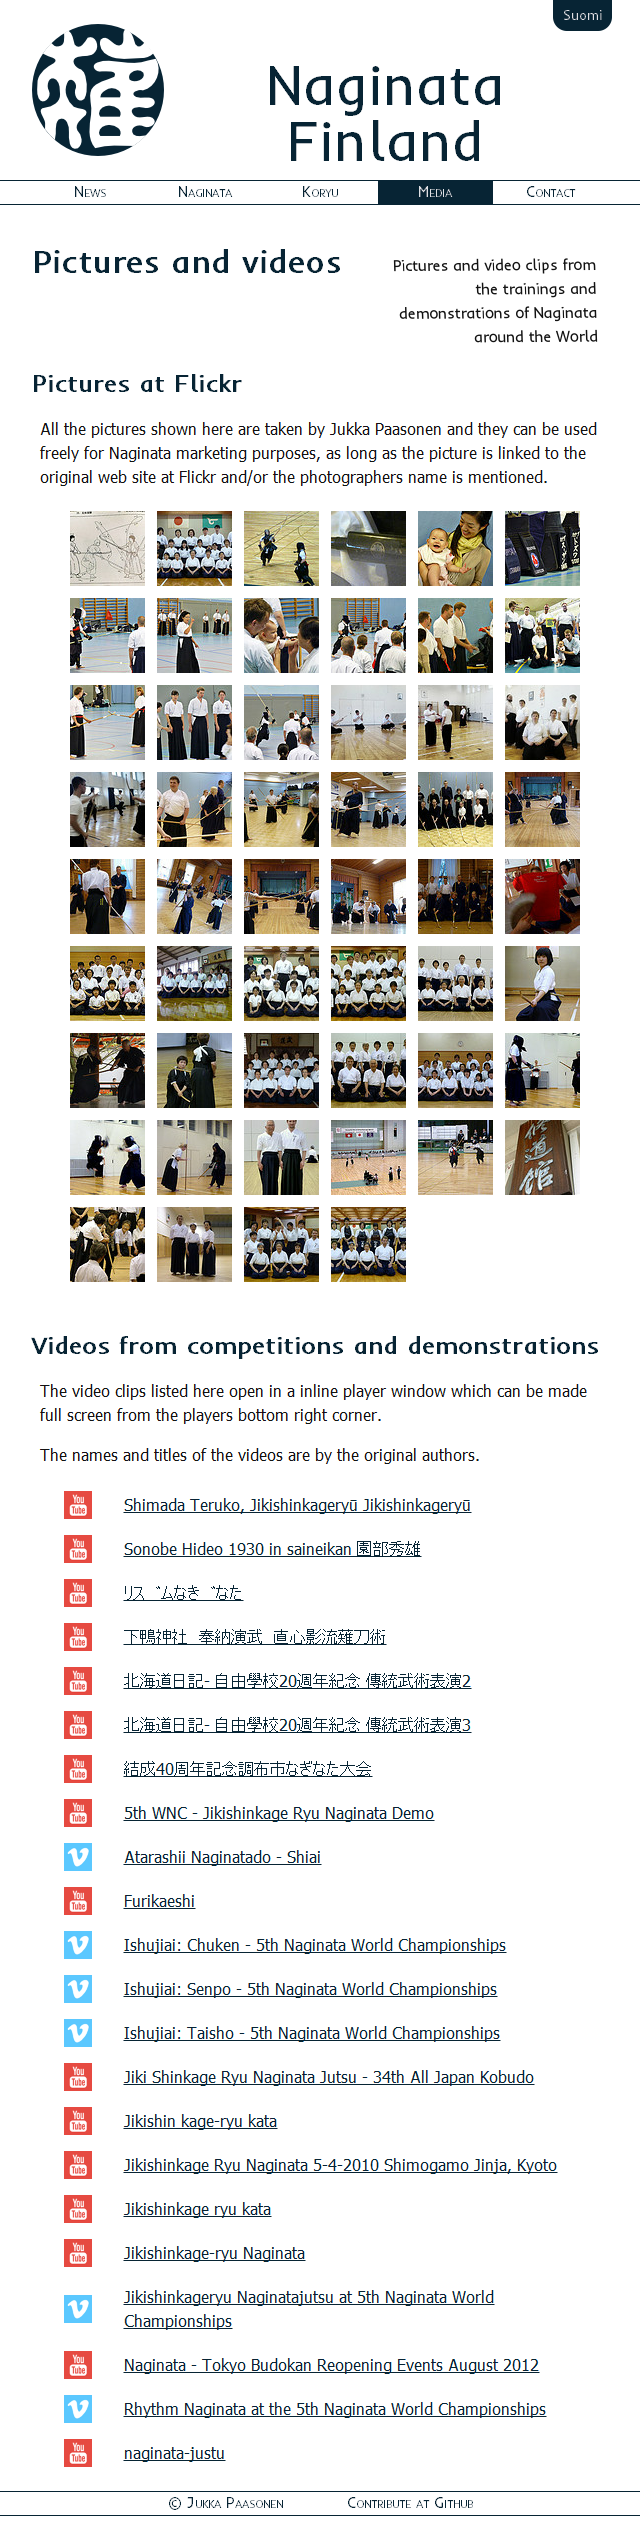 Suomi
Naginata
Finland
News Naginata Koryu Media Contact
Pictures and videos
Pictures and video clips from
the trainings and
demonstrations of Naginata
around the World
Pictures at Flickr
All the pictures shown here are taken by Jukka Paasonen and they can be used
freely for Naginata marketing purposes, as long as the picture is linked to the
original web site at Flickr and/or the photographers name is mentioned.
Videos from competitions and demonstrations
The video clips listed here open in a inline player window which can be made
full screen from the players bottom right corner.
The names and titles of the videos are by the original authors.
Shimada Teruko, Jikishinkageryū Jikishinkageryū
Sonobe Hideo 1930 in saineikan 園部秀雄
リズムなぎなた
下鴨神社　奉納演武　直心影流薙刀術
北海道日記- 自由學校20週年紀念 傳統武術表演2
北海道日記- 自由學校20週年紀念 傳統武術表演3
結成40周年記念調布市なぎなた大会
5th WNC - Jikishinkage Ryu Naginata Demo
Atarashii Naginatado - Shiai
Furikaeshi
Ishujiai: Chuken - 5th Naginata World Championships
Ishujiai: Senpo - 5th Naginata World Championships
Ishujiai: Taisho - 5th Naginata World Championships
Jiki Shinkage Ryu Naginata Jutsu - 34th All Japan Kobudo
Jikishin kage-ryu kata
Jikishinkage Ryu Naginata 5-4-2010 Shimogamo Jinja, Kyoto
Jikishinkage ryu kata
Jikishinkage-ryu Naginata
Jikishinkageryu Naginatajutsu at 5th Naginata World
Championships
Naginata - Tokyo Budokan Reopening Events August 2012
Rhythm Naginata at the 5th Naginata World Championships
naginata-justu
© Jukka Paasonen Contribute at Github